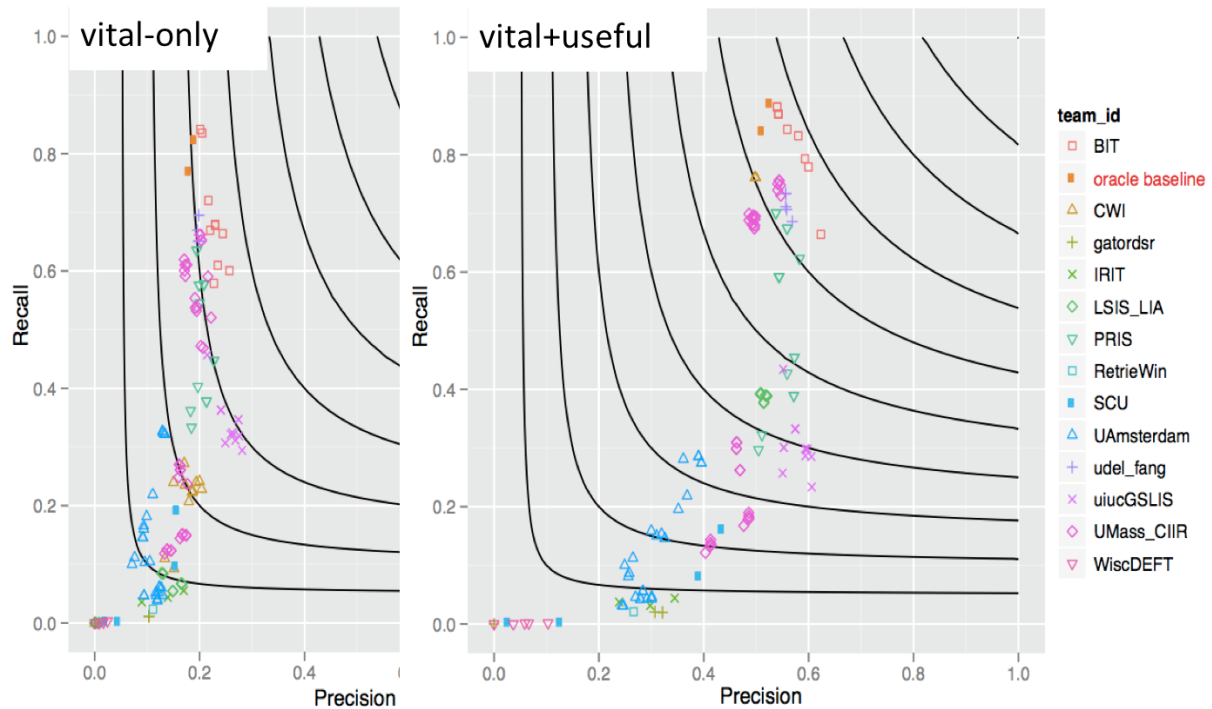 vital-only
1.0
0.8
0.6
0.4
0.2
0.0
Recall
0.0
0.2
0.4
Precision
vital+useful
1.0
0.8
0.6
0.4
0.2
0.0
Recall
0.0
0.2
0.4
0.6
0.8
1.0
Precision
team_id
BIT
oracle baseline
CWI
gatordsr
IRIT
LSIS_LIA
PRIS
RetrieWin
SCU
UAmsterdam
udel_fang
uiucGSLIS
UMass_CIIR
WiscDEFT